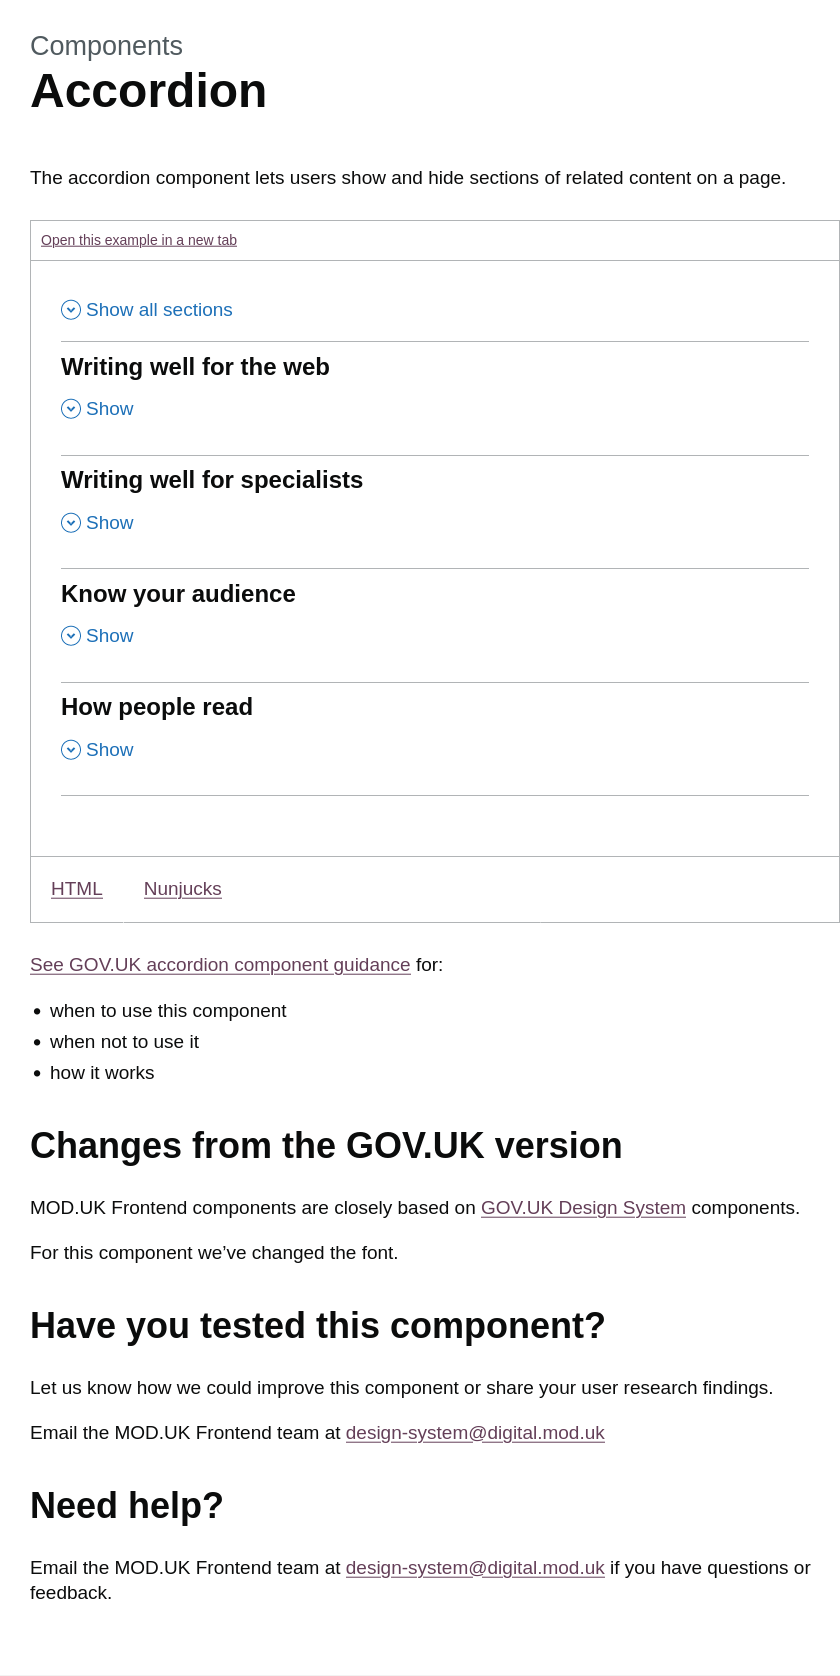 Components
Accordion
The accordion component lets users show and hide sections of related content on a page.
Open this example in a new tab
Show all sections
Writing well for the web
Show
Writing well for specialists
Show
Know your audience
Show
How people read
Show
HTML Nunjucks
See GOV.UK accordion component guidance for:
• when to use this component
• when not to use it
• how it works
Changes from the GOV.UK version
MOD.UK Frontend components are closely based on GOV.UK Design System components.
For this component we’ve changed the font.
Have you tested this component?
Let us know how we could improve this component or share your user research findings.
Email the MOD.UK Frontend team at design-system@digital.mod.uk
Need help?
Email the MOD.UK Frontend team at design-system@digital.mod.uk if you have questions or
feedback.